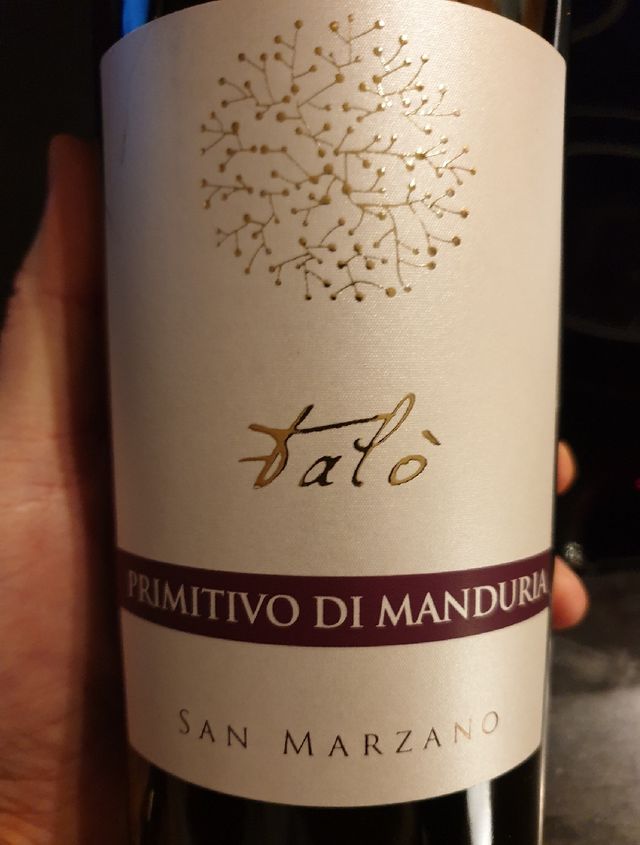 Talò
PRIMITIVO DI MANDURIA
SAN MARZANO